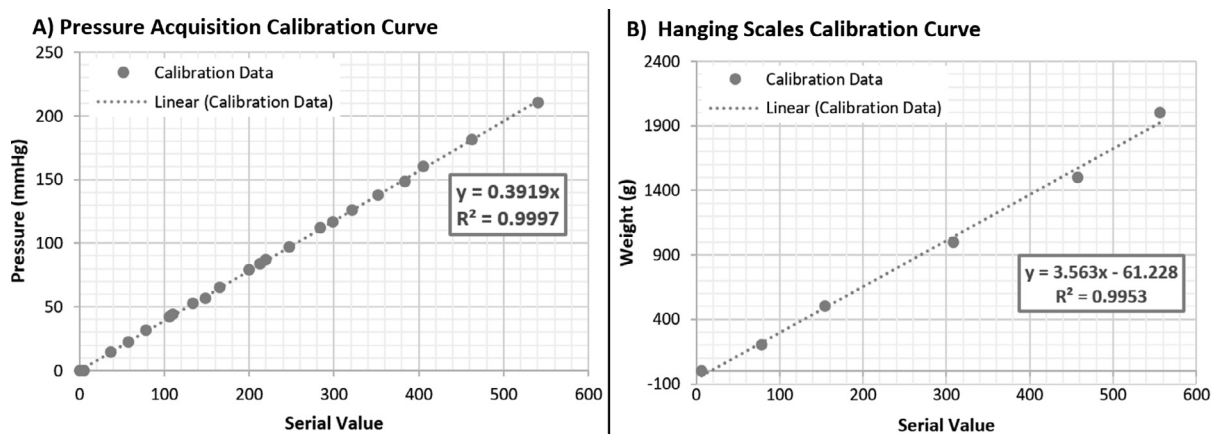 A) Pressure Acquisition Calibration Curve
250
200
150
100
50
0
0 100 200 300 400 500 600
Pressure (mmHg)
Serial Value
Calibration Data
Linear (Calibration Data)
y = 0.3919x
R² = 0.9997
B) Hanging Scales Calibration Curve
2400
1900
1400
900
400
-100
0 100 200 300 400 500 600
Weight (g)
Serial Value
Calibration Data
Linear (Calibration Data)
y = 3.563x - 61.228
R² = 0.9953